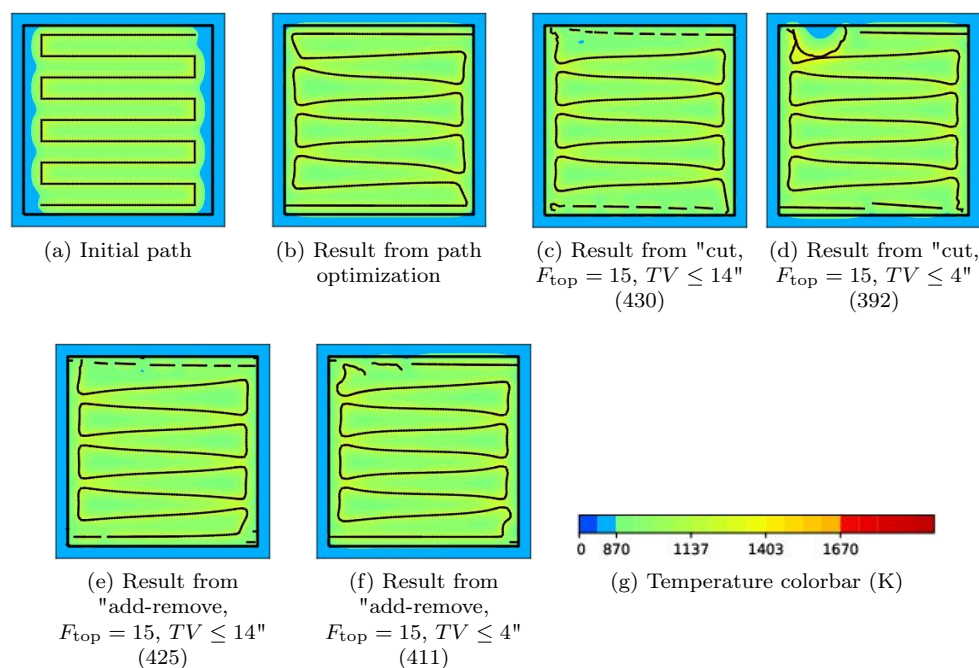 (a) Initial path
(b) Result from path
optimization
(c) Result from "cut,
F_top = 15, TV ≤ 14"
(430)
(d) Result from "cut,
F_top = 15, TV ≤ 4"
(392)
(e) Result from
"add-remove,
F_top = 15, TV ≤ 14"
(425)
(f) Result from
"add-remove,
F_top = 15, TV ≤ 4"
(411)
0 870 1137 1403 1670
(g) Temperature colorbar (K)